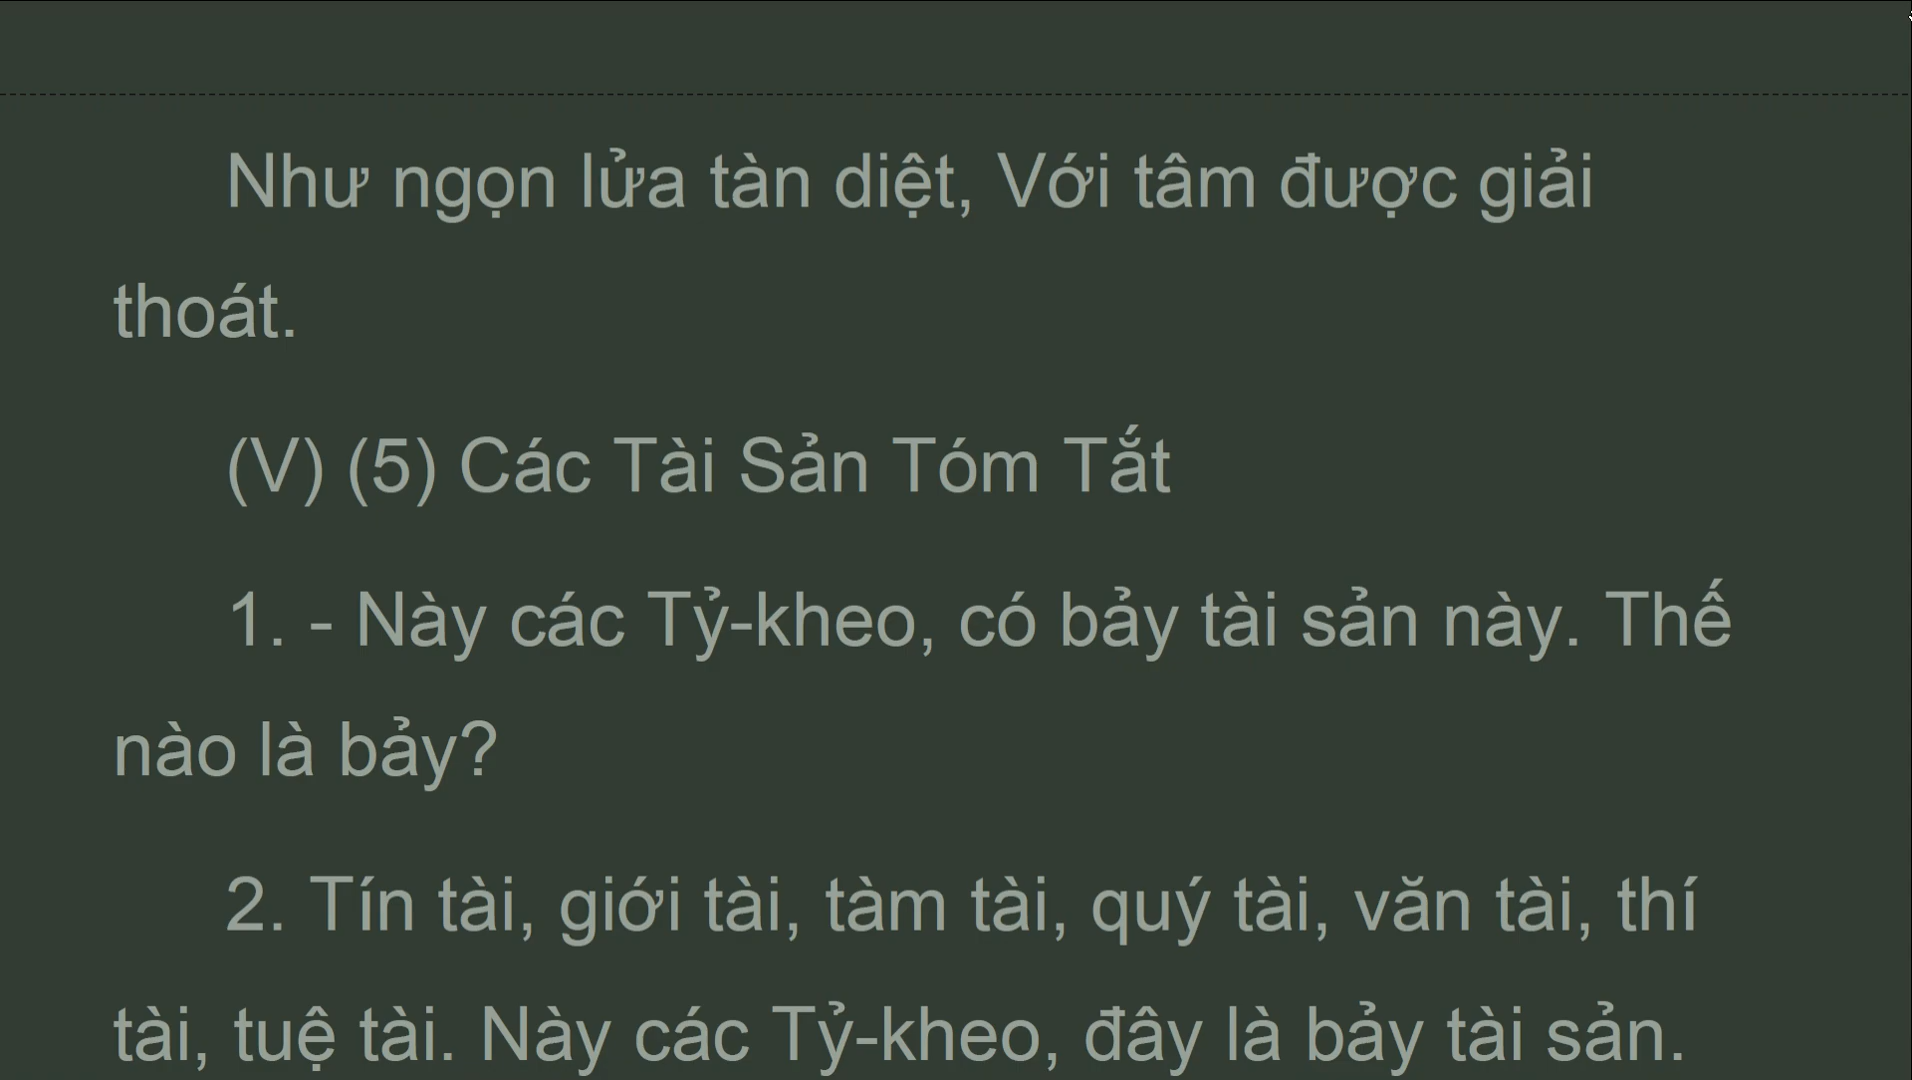 Như ngọn lửa tàn diệt, Với tâm được giải
thoát.
(V) (5) Các Tài Sản Tóm Tắt
1. - Này các Tỷ-kheo, có bảy tài sản này. Thế
nào là bảy?
2. Tín tài, giới tài, tàm tài, quý tài, văn tài, thí
tài, tuệ tài. Này các Tỷ-kheo, đây là bảy tài sản.